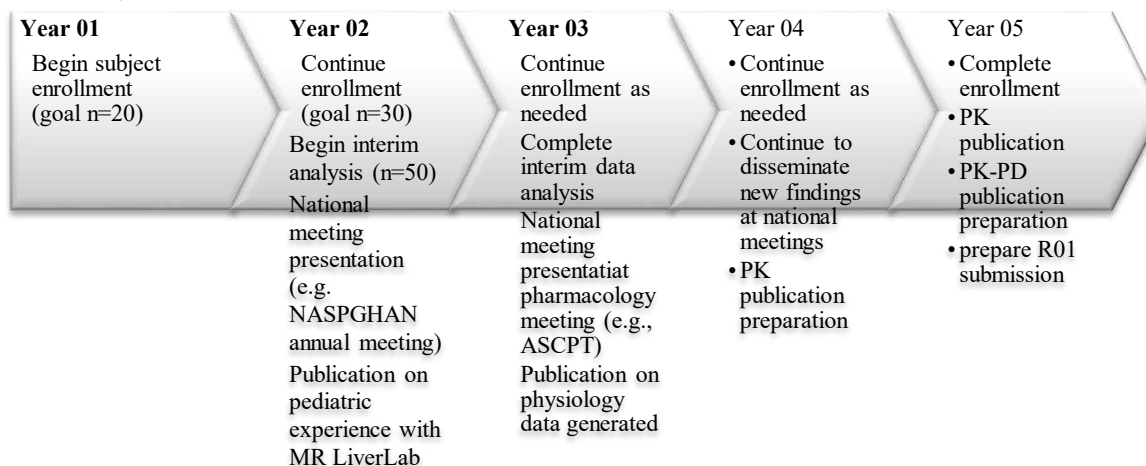 Year 01
Begin subject
enrollment
(goal n=20)
Year 02
Continue
enrollment
(goal n=30)
Begin interim
analysis (n=50)
National
meeting
presentation
(e.g.
NASPGHAN
annual meeting)
Publication on
pediatric
experience with
MR LiverLab
Year 03
Continue
enrollment as
needed
Complete
interim data
analysis
National
meeting
presentatiat
pharmacology
meeting (e.g.,
ASCPT)
Publication on
physiology
data generated
Year 04
• Continue
enrollment as
needed
• Continue to
disseminate
new findings
at national
meetings
• PK
publication
preparation
Year 05
• Complete
enrollment
• PK
publication
• PK-PD
publication
preparation
• prepare R01
submission